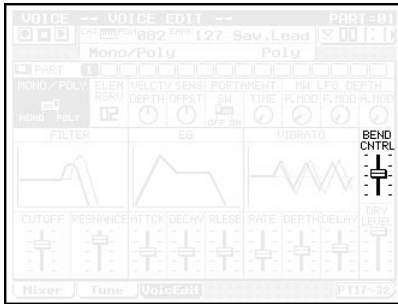 VOICE -- VOICE EDIT -- PART=01
CAT PGM 082 BANK 127 Saw.Lead
Mono/Poly Poly
PART 1
MONO/POLY ELEM RSRV VELCTY SENS PORTAMENT MW LFO DEPTH
DEPTH OFFST SW TIME P.MOD F.MOD A.MOD
MONO POLY 02 OFF ON
FILTER EG VIBRATO BEND CNTRL
CUTOFF RESNANCE ATTCK DECAY RLESE RATE DEPTH DELAY DRY LEVEL
Mixer Tune VoicEdit PT17-32